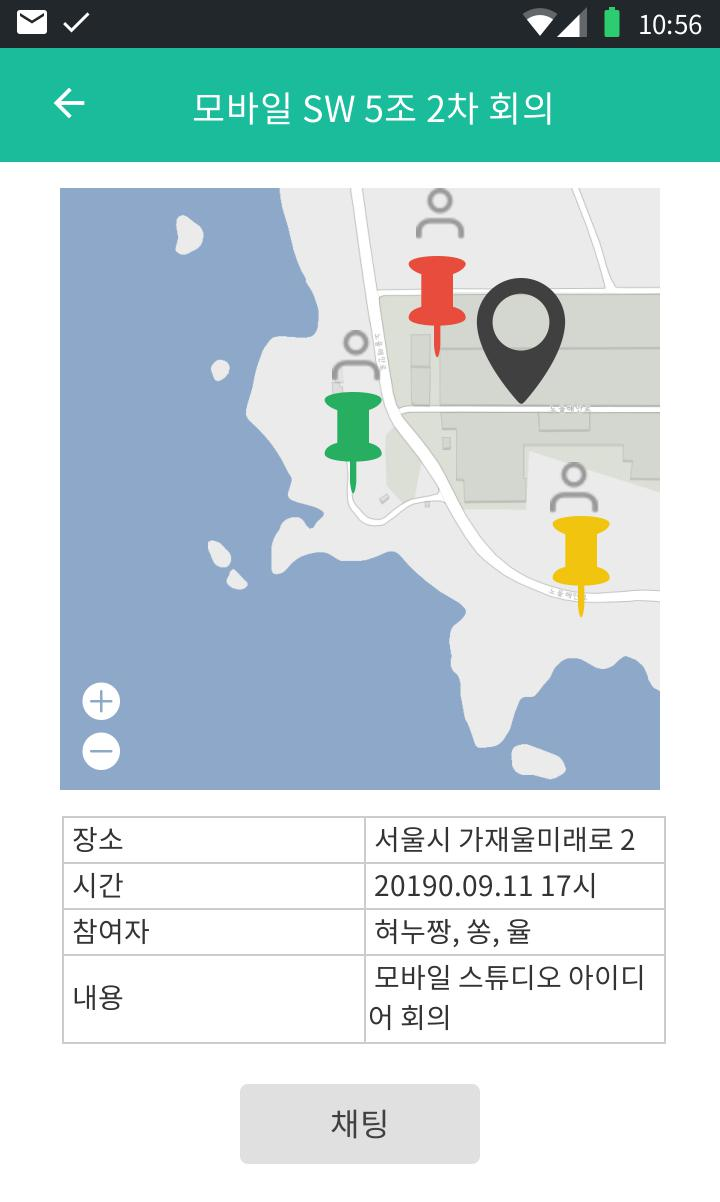 10:56
모바일 SW 5조 2차 회의
장소
서울시 가재울미래로 2
시간
20190.09.11 17시
참여자
혀누짱, 쏭, 율
내용
모바일 스튜디오 아이디
어 회의
채팅